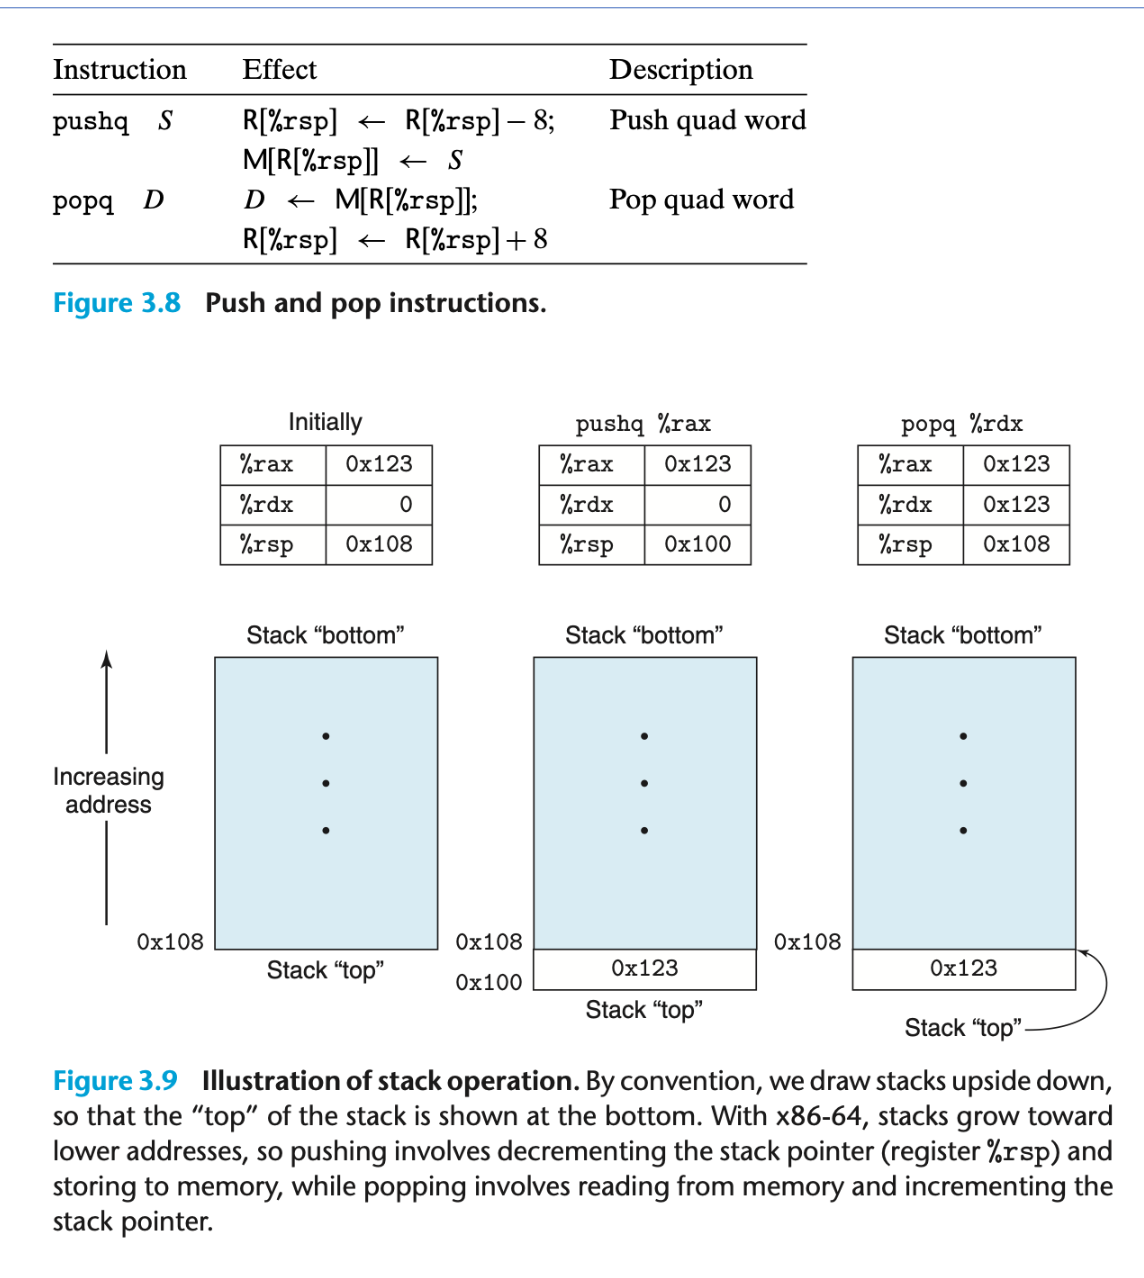 Instruction Effect Description
pushq S R[%rsp] ← R[%rsp] − 8; Push quad word
M[R[%rsp]] ← S
popq D D ← M[R[%rsp]]; Pop quad word
R[%rsp] ← R[%rsp] + 8
Figure 3.8 Push and pop instructions.
Initially pushq %rax popq %rdx
%rax 0x123 %rax 0x123 %rax 0x123
%rdx 0 %rdx 0 %rdx 0x123
%rsp 0x108 %rsp 0x100 %rsp 0x108
Stack “bottom” Stack “bottom” Stack “bottom”
Increasing
address
0x108 0x108 0x108
Stack “top” 0x123 0x123
0x100
Stack “top”
Stack “top”
Figure 3.9 Illustration of stack operation. By convention, we draw stacks upside down,
so that the “top” of the stack is shown at the bottom. With x86-64, stacks grow toward
lower addresses, so pushing involves decrementing the stack pointer (register %rsp) and
storing to memory, while popping involves reading from memory and incrementing the
stack pointer.